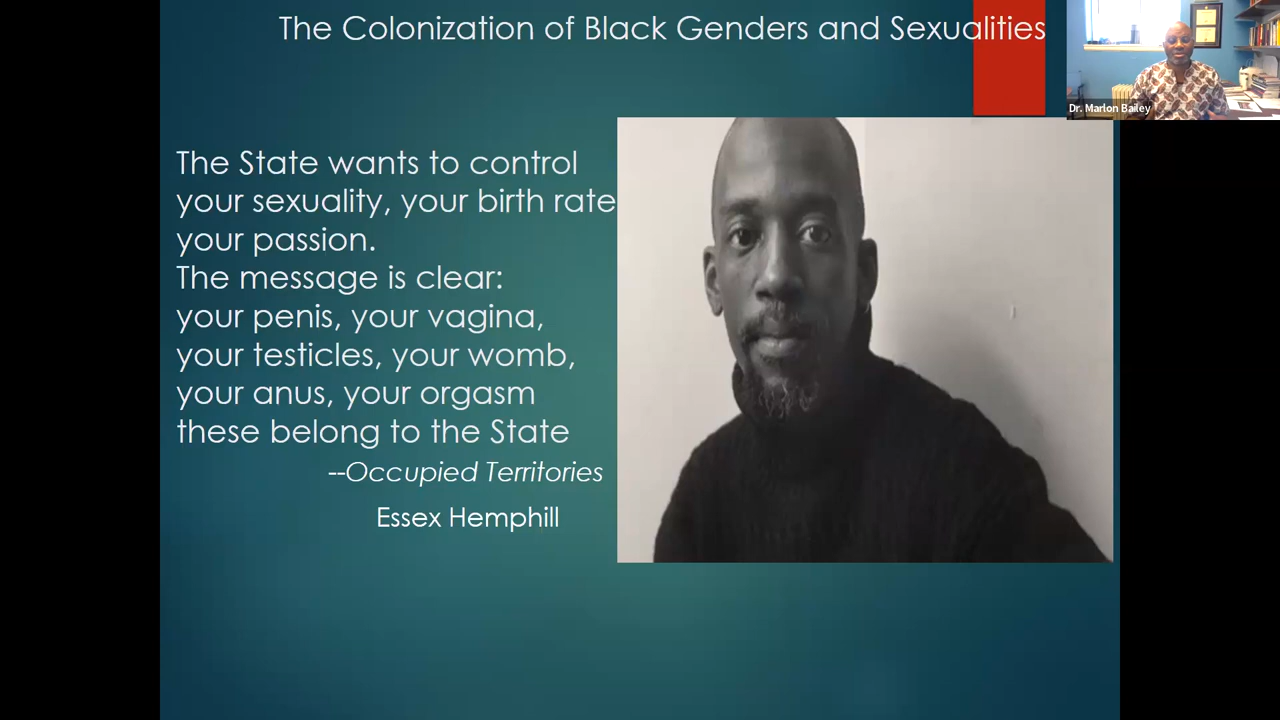 The Colonization of Black Genders and Sexualities
Dr. Marlon Bailey
The State wants to control
your sexuality, your birth rate
your passion.
The message is clear:
your penis, your vagina,
your testicles, your womb,
your anus, your orgasm
these belong to the State
--Occupied Territories
Essex Hemphill